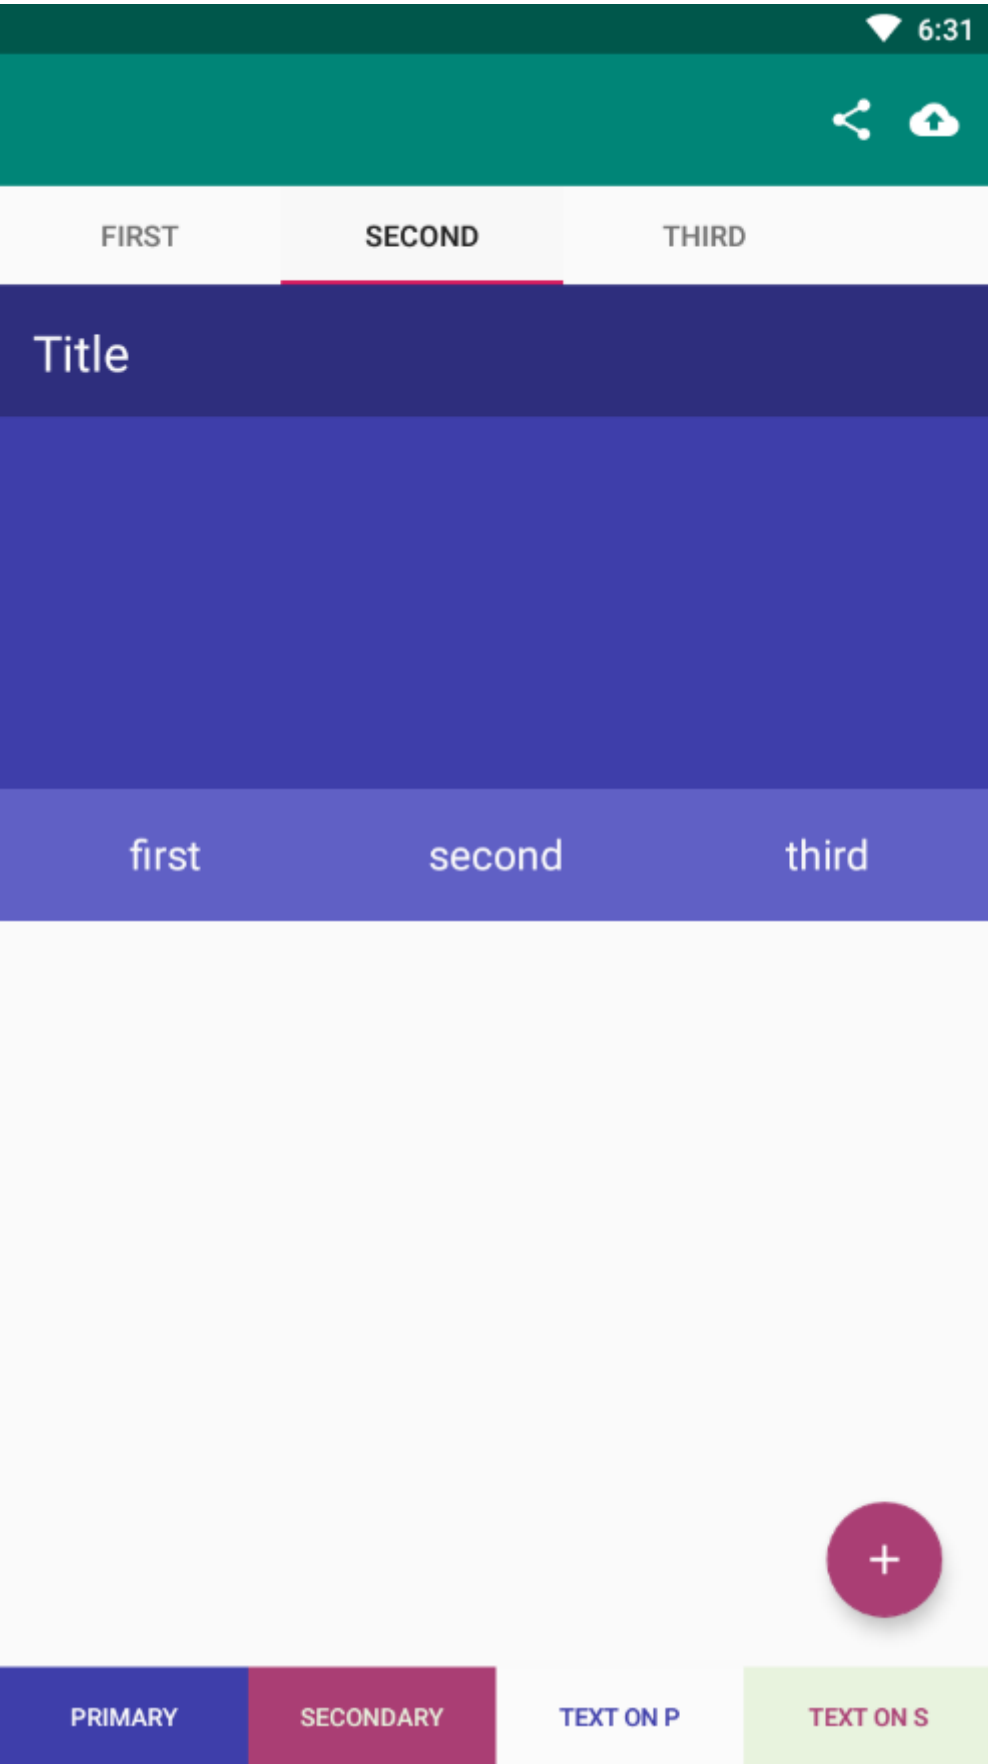 6:31
FIRST SECOND THIRD
Title
first second third
PRIMARY SECONDARY TEXT ON P TEXT ON S